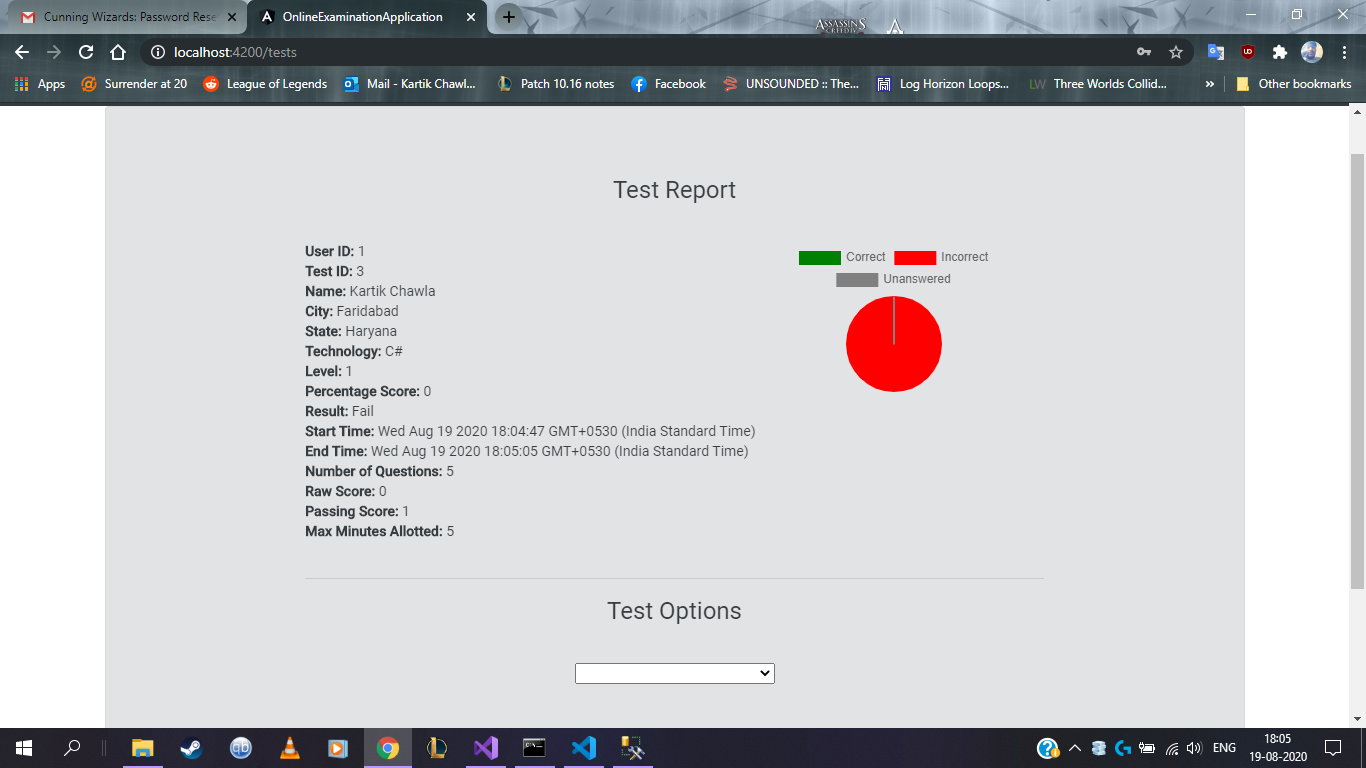 Cunning Wizards: Password Rese
OnlineExaminationApplication
ASSASSIN'S
localhost:4200/tests
Apps
Surrender at 20
League of Legends
Mail - Kartik Chawl...
Patch 10.16 notes
Facebook
UNSOUNDED :: The...
Log Horizon Loops...
LW Three Worlds Collid...
» Other bookmarks
Test Report
User ID: 1
Test ID: 3
Name: Kartik Chawla
City: Faridabad
State: Haryana
Technology: C#
Level: 1
Percentage Score: 0
Result: Fail
Start Time: Wed Aug 19 2020 18:04:47 GMT+0530 (India Standard Time)
End Time: Wed Aug 19 2020 18:05:05 GMT+0530 (India Standard Time)
Number of Questions: 5
Raw Score: 0
Passing Score: 1
Max Minutes Allotted: 5
Correct Incorrect
Unanswered
Test Options
ENG
18:05
19-08-2020